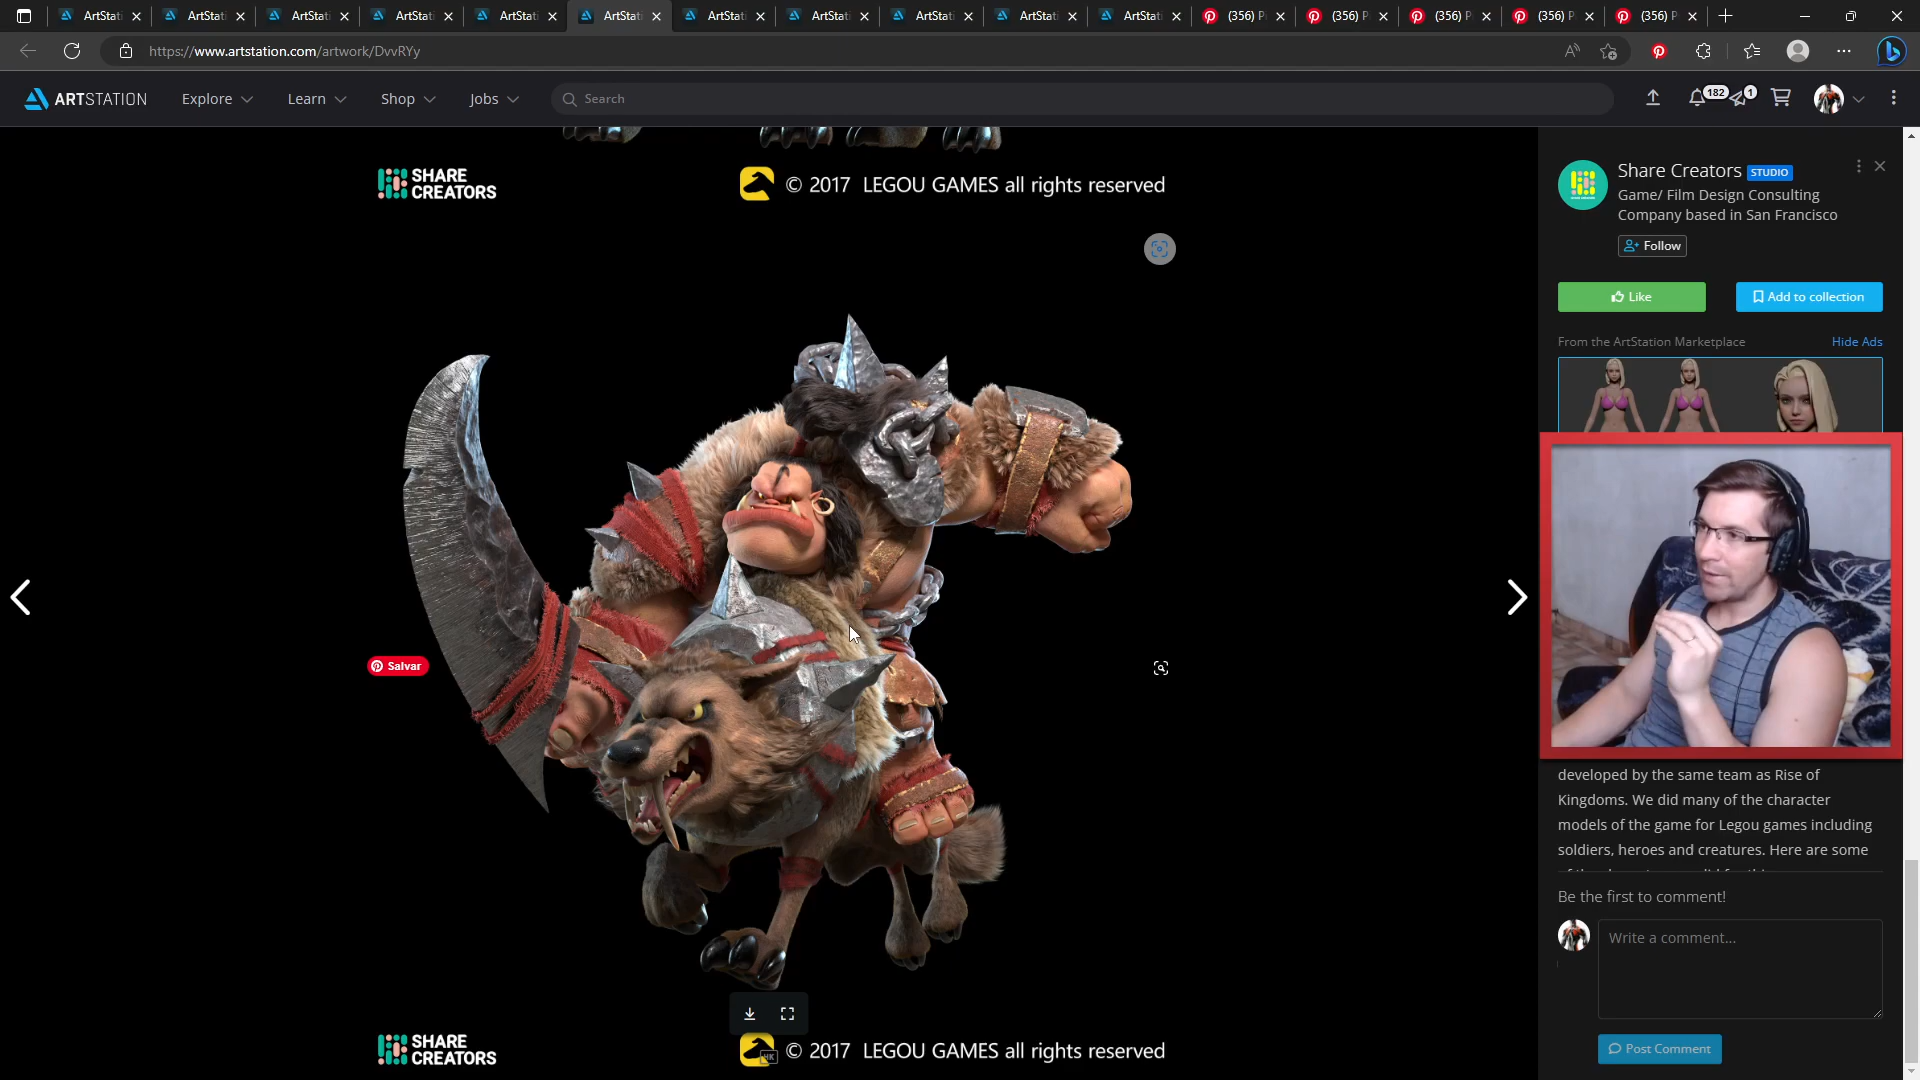 ArtStati
ArtStati
ArtStati
ArtStati
ArtStati
ArtStati
ArtStati
ArtStati
ArtStati
ArtStati
ArtStati
(356) P
(356) P
(356) P
(356) P
(356) P
https://www.artstation.com/artwork/DvvRYy
ARTSTATION
Explore
Learn
Shop
Jobs
Search
182
1
SHARE
CREATORS
© 2017 LEGOU GAMES all rights reserved
Share Creators STUDIO
Game/ Film Design Consulting
Company based in San Francisco
Follow
Like
Add to collection
From the ArtStation Marketplace
Hide Ads
Salvar
developed by the same team as Rise of
Kingdoms. We did many of the character
models of the game for Legou games including
soldiers, heroes and creatures. Here are some
Be the first to comment!
Write a comment...
Post Comment
SHARE
CREATORS
© 2017 LEGOU GAMES all rights reserved